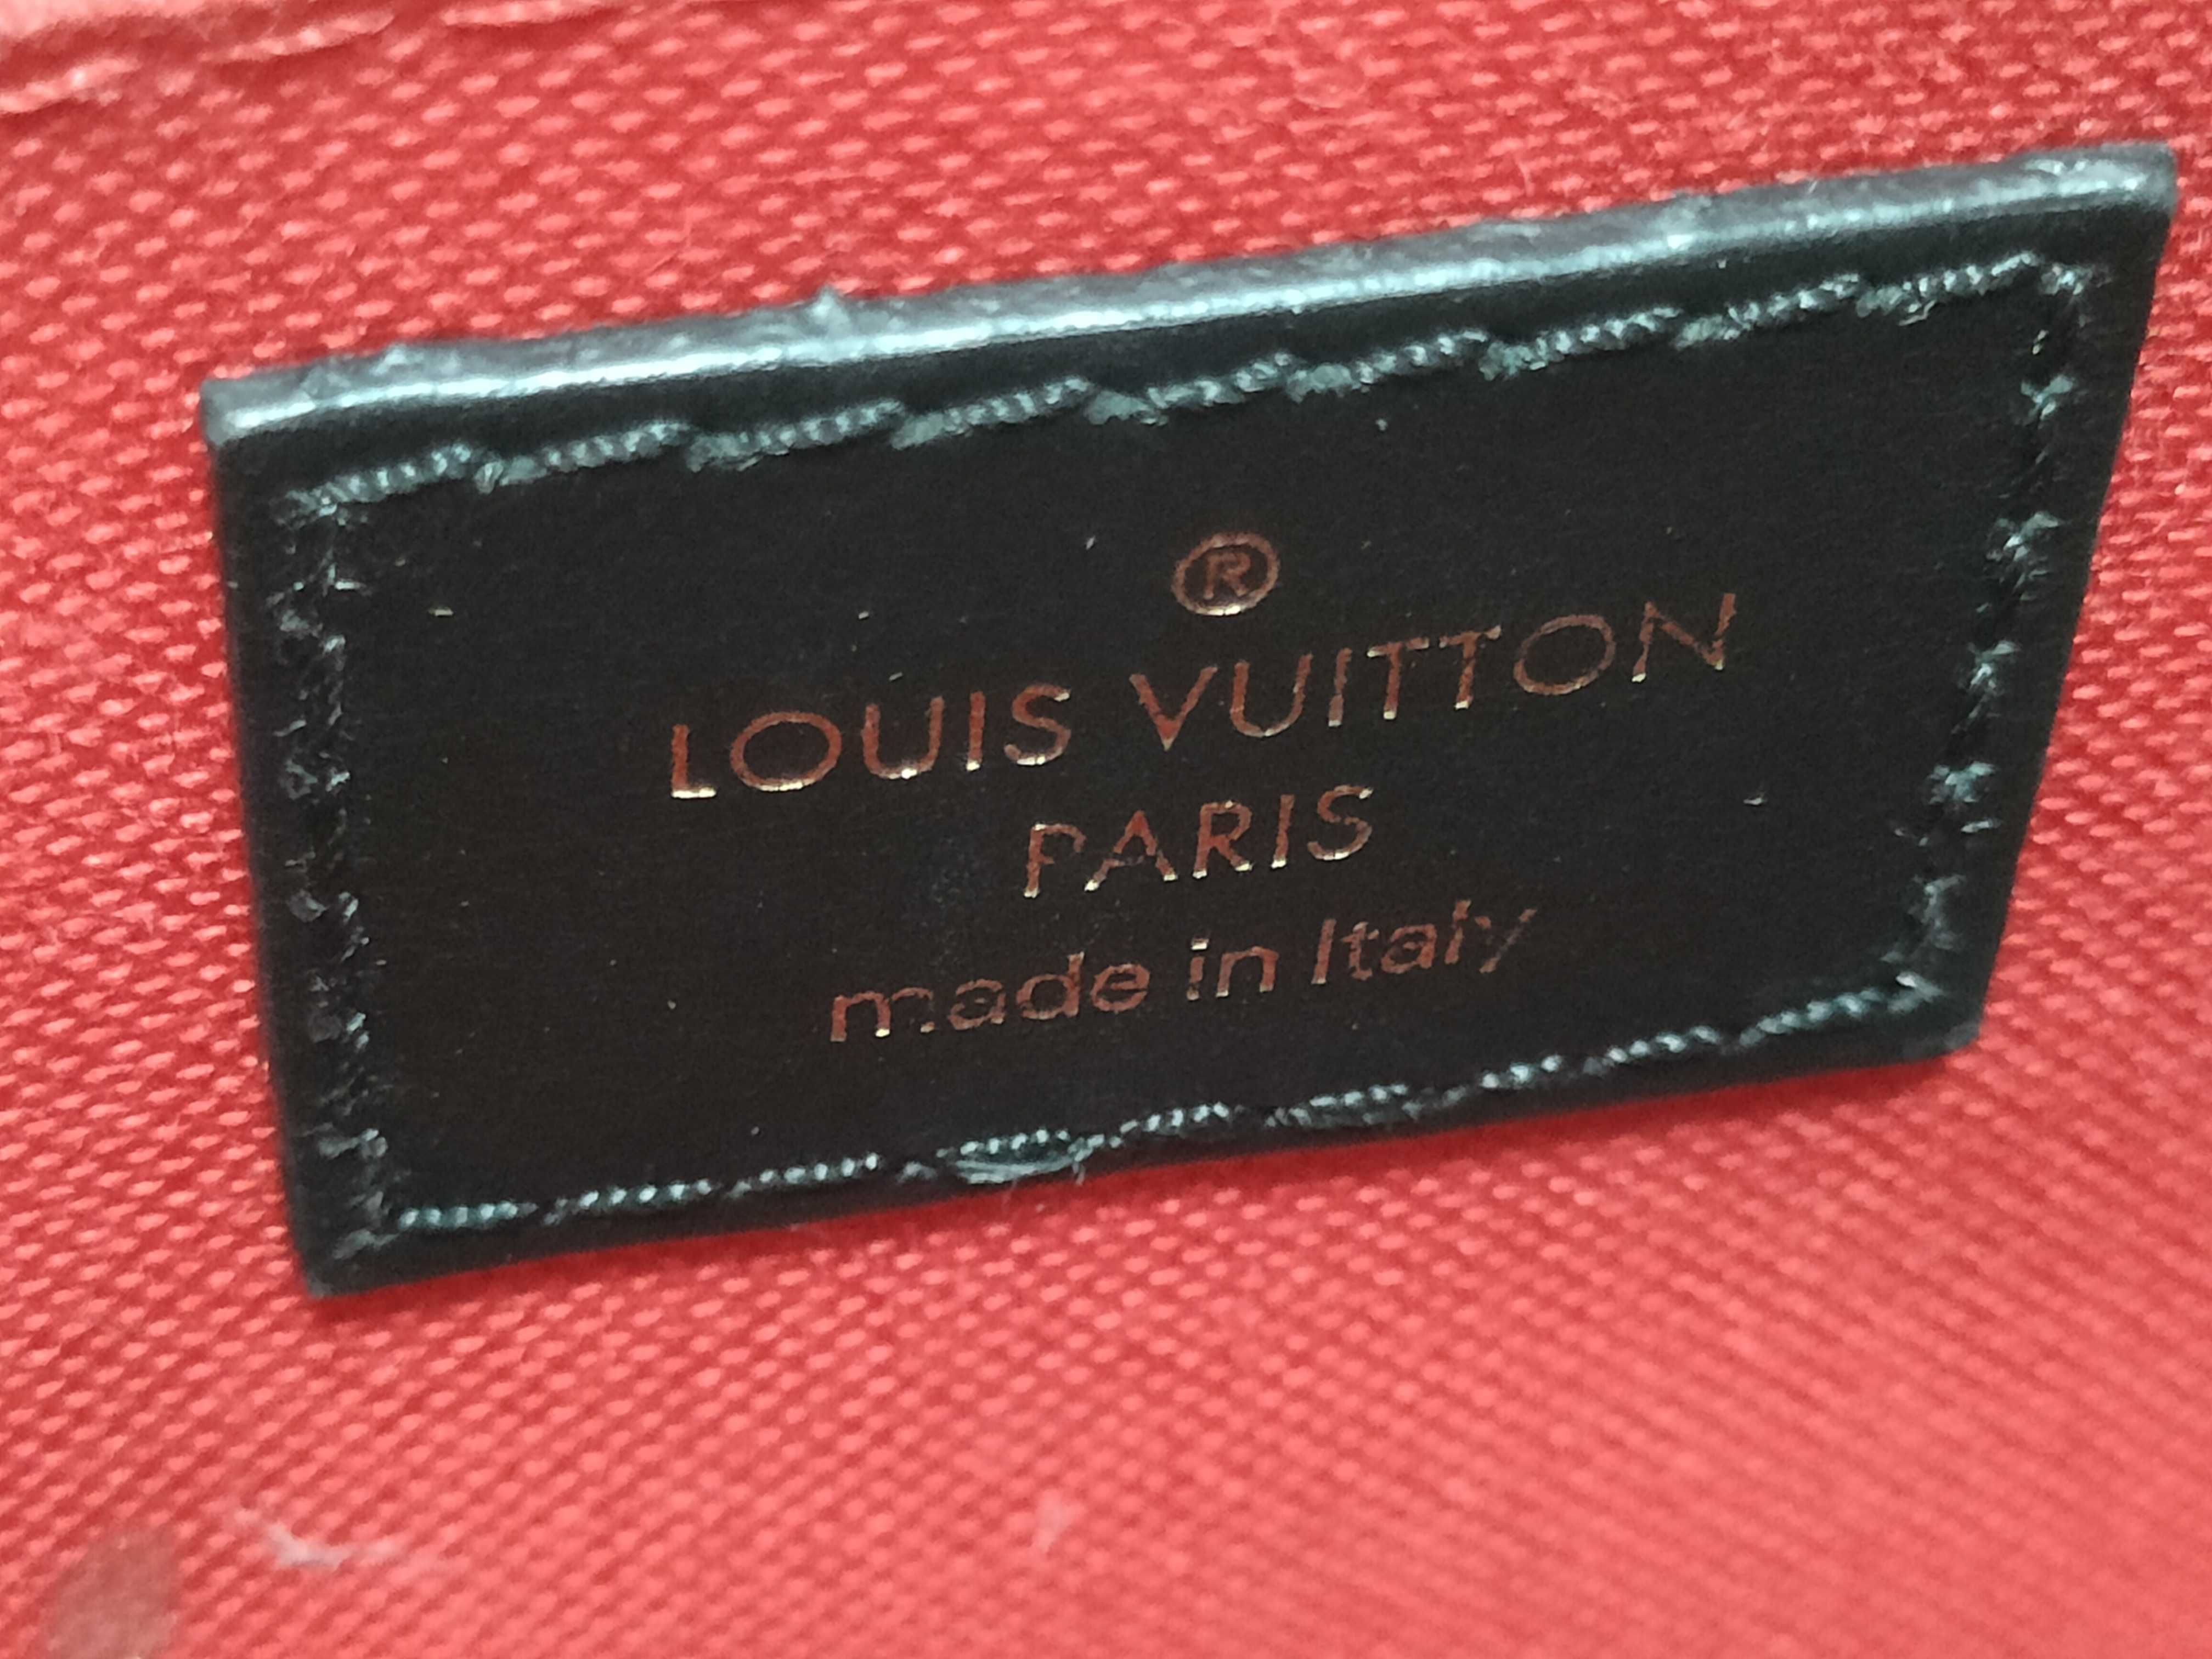 ®
LOUIS VUITTON
PARIS
made in Italy